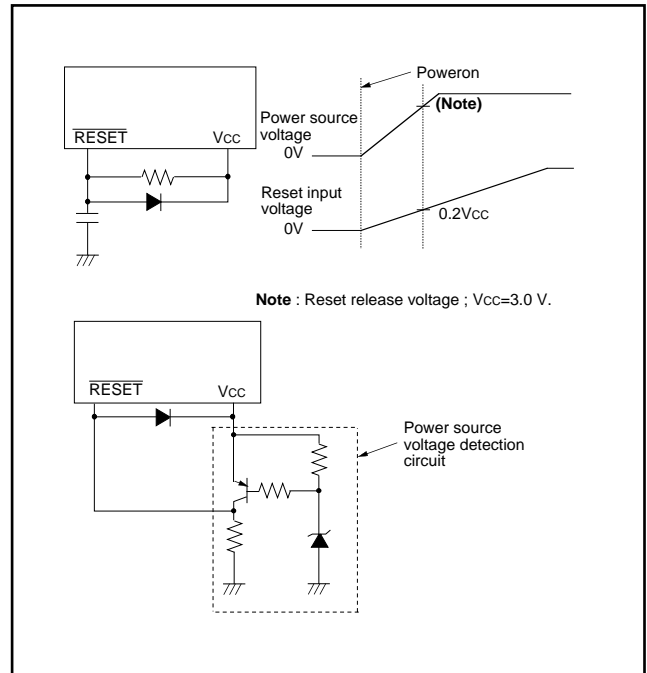 Poweron
(Note)
Power source
voltage
0V
RESET
Vcc
Reset input
voltage
0V
0.2Vcc
Note : Reset release voltage ; Vcc=3.0 V.
RESET
Vcc
Power source
voltage detection
circuit